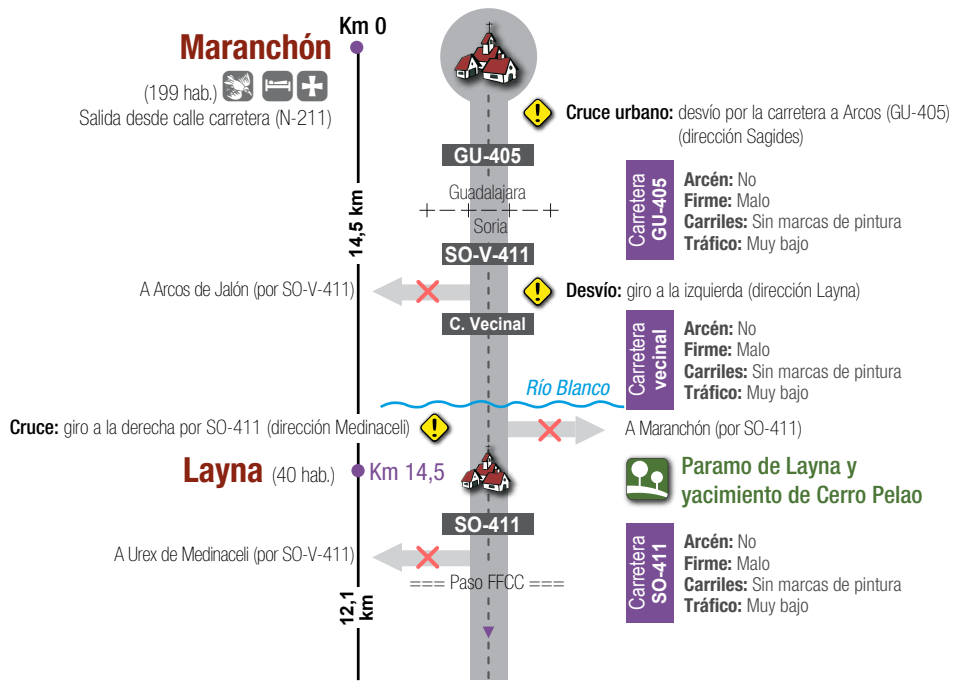 Km 0
Maranchón
(199 hab.)
Salida desde calle carretera (N-211)
Cruce urbano: desvío por la carretera a Arcos (GU-405)
(dirección Sagides)
GU-405
Carretera
GU-405
Arcén: No
Firme: Malo
Carriles: Sin marcas de pintura
Tráfico: Muy bajo
14,5 km
Guadalajara
Soria
SO-V-411
A Arcos de Jalón (por SO-V-411)
Desvío: giro a la izquierda (dirección Layna)
C. Vecinal
Carretera
vecinal
Arcén: No
Firme: Malo
Carriles: Sin marcas de pintura
Tráfico: Muy bajo
Río Blanco
Cruce: giro a la derecha por SO-411 (dirección Medinaceli)
A Maranchón (por SO-411)
Layna (40 hab.)
Km 14,5
Paramo de Layna y
yacimiento de Cerro Pelao
SO-411
A Urex de Medinaceli (por SO-V-411)
Carretera
SO-411
Arcén: No
Firme: Malo
Carriles: Sin marcas de pintura
Tráfico: Muy bajo
=== Paso FFCC ===
12,1
km